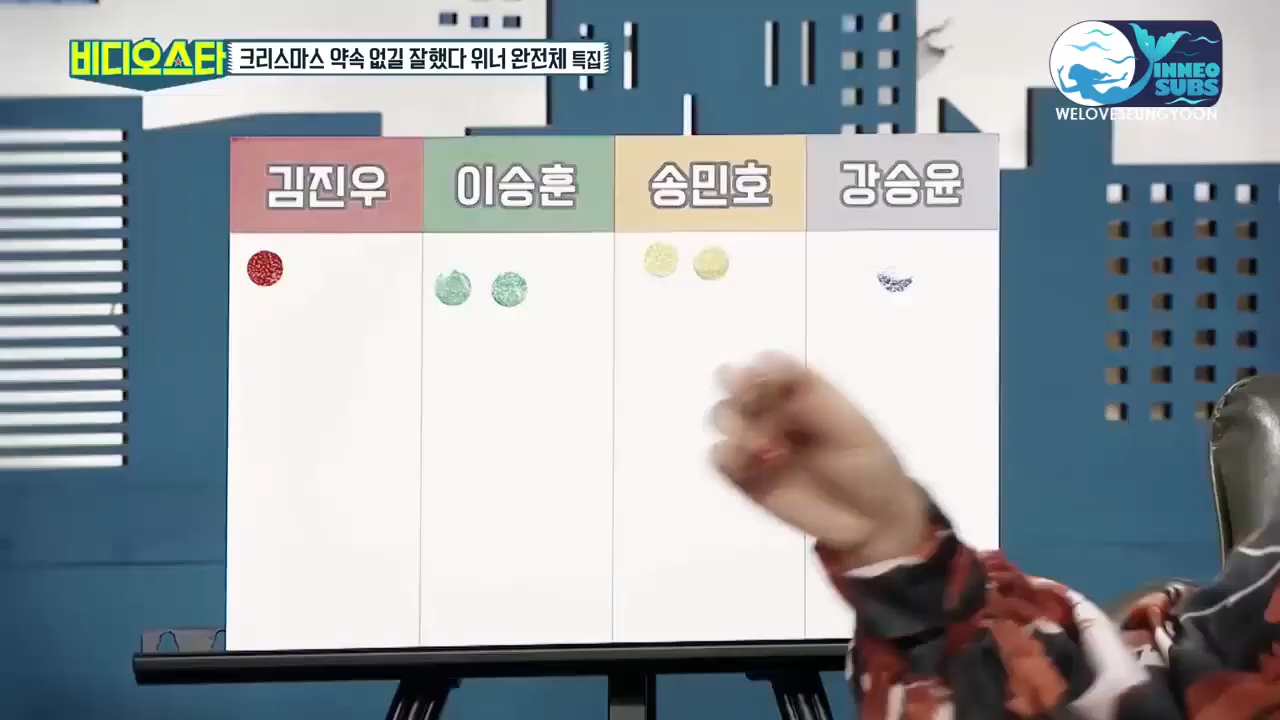 비디오스타 크리스마스 약속 없길 잘했다 위너 완전체 특집
INNEO
SUBS
WELOVESEUNGYOON
김진우 이승훈 송민호 강승윤